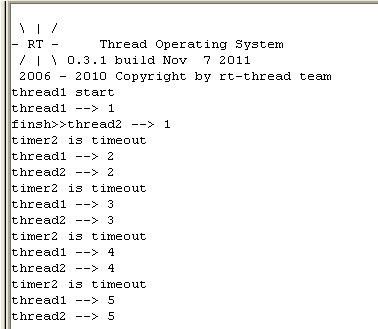 \ | /
- RT -     Thread Operating System
/ | \ 0.3.1 build Nov  7 2011
2006 - 2010 Copyright by rt-thread team
thread1 start
thread1 --> 1
finsh>>thread2 --> 1
timer2 is timeout
thread1 --> 2
thread2 --> 2
timer2 is timeout
thread1 --> 3
thread2 --> 3
timer2 is timeout
thread1 --> 4
thread2 --> 4
timer2 is timeout
thread1 --> 5
thread2 --> 5